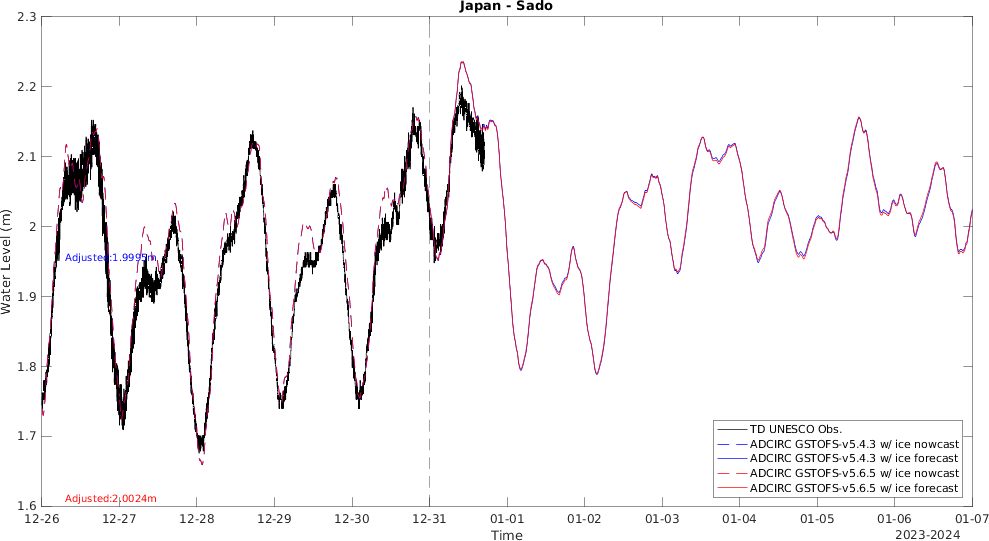 Japan - Sado
2.3
2.2
2.1
2
1.9
1.8
1.7
1.6
Water Level (m)
Adjusted:1.9995m
Adjusted:2.0024m
TD UNESCO Obs.
ADCIRC GSTOFS-v5.4.3 w/ ice nowcast
ADCIRC GSTOFS-v5.4.3 w/ ice forecast
ADCIRC GSTOFS-v5.6.5 w/ ice nowcast
ADCIRC GSTOFS-v5.6.5 w/ ice forecast
12-26 12-27 12-28 12-29 12-30 12-31 01-01 01-02 01-03 01-04 01-05 01-06 01-07
Time
2023-2024